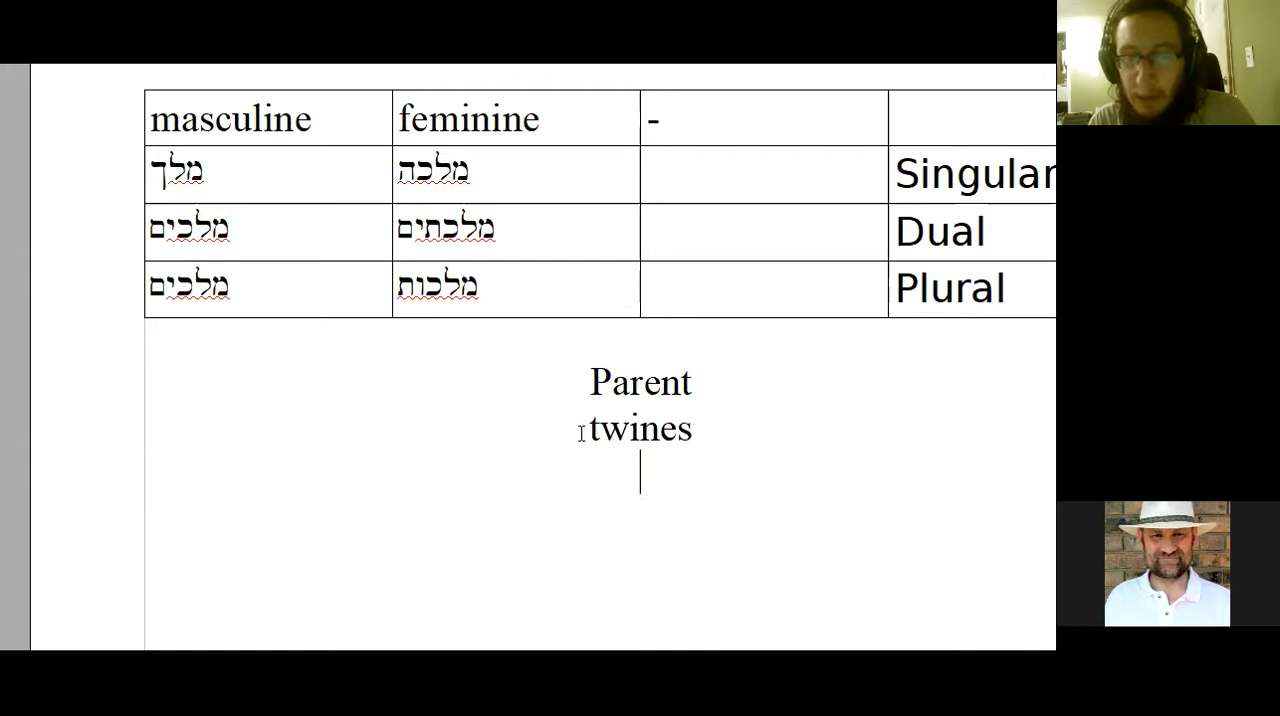 masculine feminine -
מלך מלכה Singular
מלכים מלכתים Dual
מלכים מלכות Plural
Parent
twines